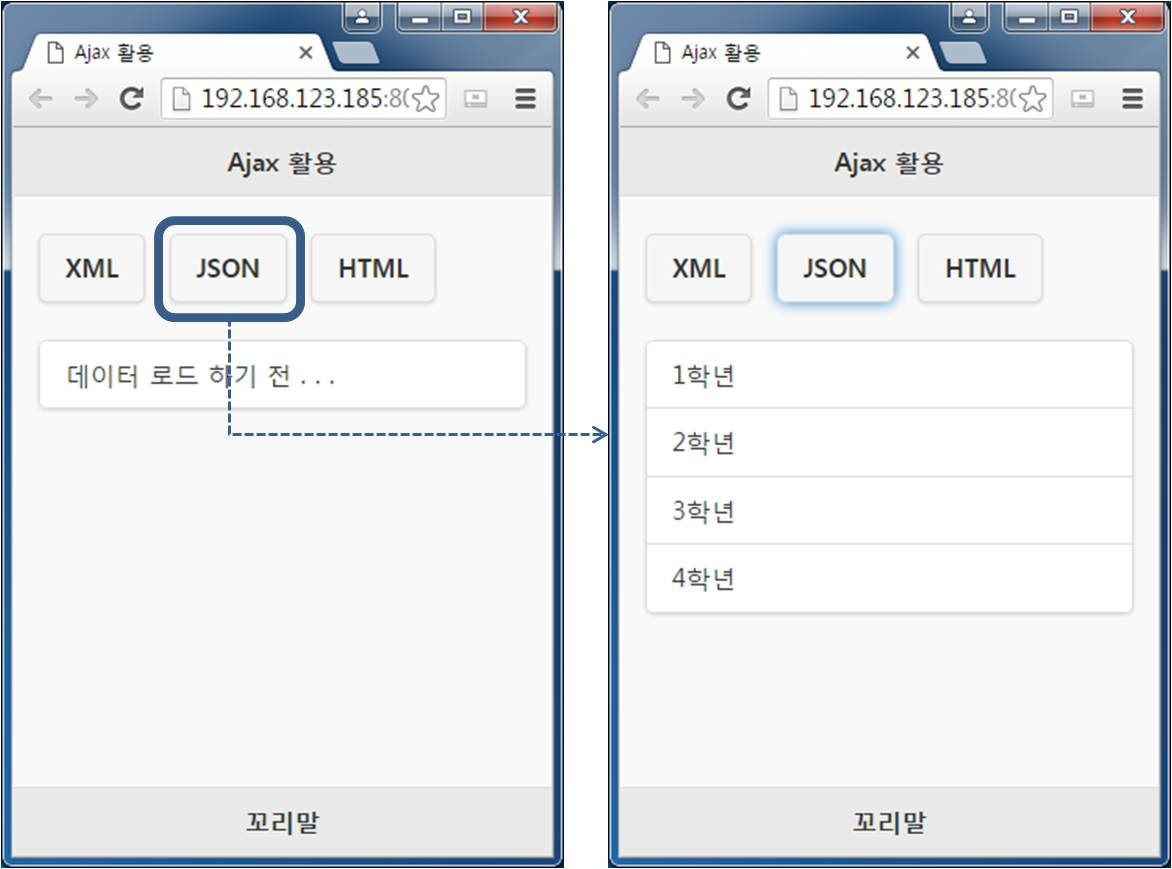 Ajax 활용
192.168.123.185:80
Ajax 활용
XML
JSON
HTML
데이터 로드 하기 전 . . .
꼬리말
Ajax 활용
192.168.123.185:80
Ajax 활용
XML
JSON
HTML
1학년
2학년
3학년
4학년
꼬리말